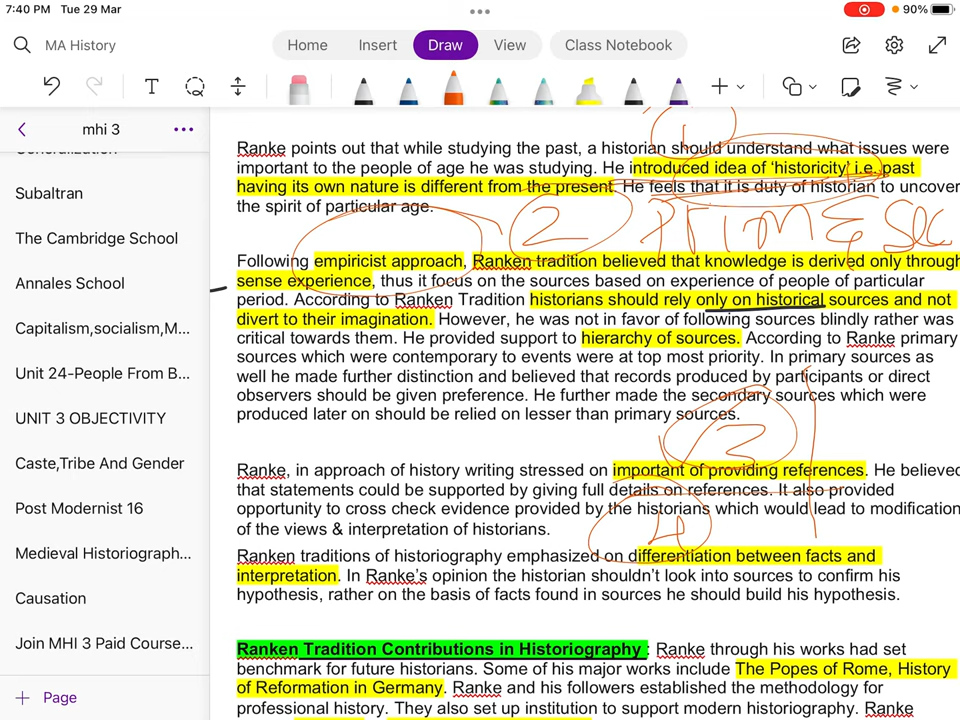 7:40 PM Tue 29 Mar
90%
MA History
Home Insert Draw View Class Notebook
T
mhi 3
Generalization
Subaltran
The Cambridge School
Annales School
Capitalism,socialism,M...
Unit 24-People From B...
UNIT 3 OBJECTIVITY
Caste,Tribe And Gender
Post Modernist 16
Medieval Historiograph...
Causation
Join MHI 3 Paid Course...
Page
Ranke points out that while studying the past, a historian should understand what issues were
important to the people of age he was studying. He introduced idea of 'historicity' i.e. past
having its own nature is different from the present. He feels that it is duty of historian to uncover
the spirit of particular age.
1
2
PRIM & SEC
Following empiricist approach, Ranken tradition believed that knowledge is derived only through
sense experience, thus it focus on the sources based on experience of people of particular
period. According to Ranken Tradition historians should rely only on historical sources and not
divert to their imagination. However, he was not in favor of following sources blindly rather was
critical towards them. He provided support to hierarchy of sources. According to Ranke primary
sources which were contemporary to events were at top most priority. In primary sources as
well he made further distinction and believed that records produced by participants or direct
observers should be given preference. He further made the secondary sources which were
produced later on should be relied on lesser than primary sources.
3
Ranke, in approach of history writing stressed on important of providing references. He believed
that statements could be supported by giving full details on references. It also provided
opportunity to cross check evidence provided by the historians which would lead to modification
of the views & interpretation of historians.
4
Ranken traditions of historiography emphasized on differentiation between facts and
interpretation. In Ranke's opinion the historian shouldn't look into sources to confirm his
hypothesis, rather on the basis of facts found in sources he should build his hypothesis.
Ranken Tradition Contributions in Historiography : Ranke through his works had set
benchmark for future historians. Some of his major works include The Popes of Rome, History
of Reformation in Germany. Ranke and his followers established the methodology for
professional history. They also set up institution to support modern historiography. Ranke